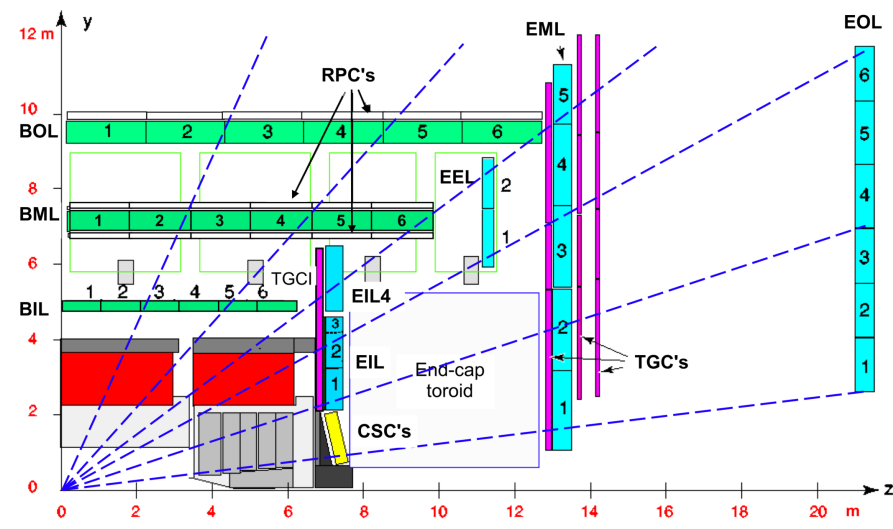 12 m
y
EML
EOL
RPC's
10
BOL
1 2 3 4 5 6
5
6
5
8
EEL
2
4
4
BML
1 2 3 4 5 6
1
3
3
6
TGCI
1 2 3 4 5 6
BIL
EIL4
2
2
4
3
2
EIL
1
End-cap
toroid
TGC's
1
1
2
CSC's
0
z
0 2 4 6 8 10 12 14 16 18 20 m